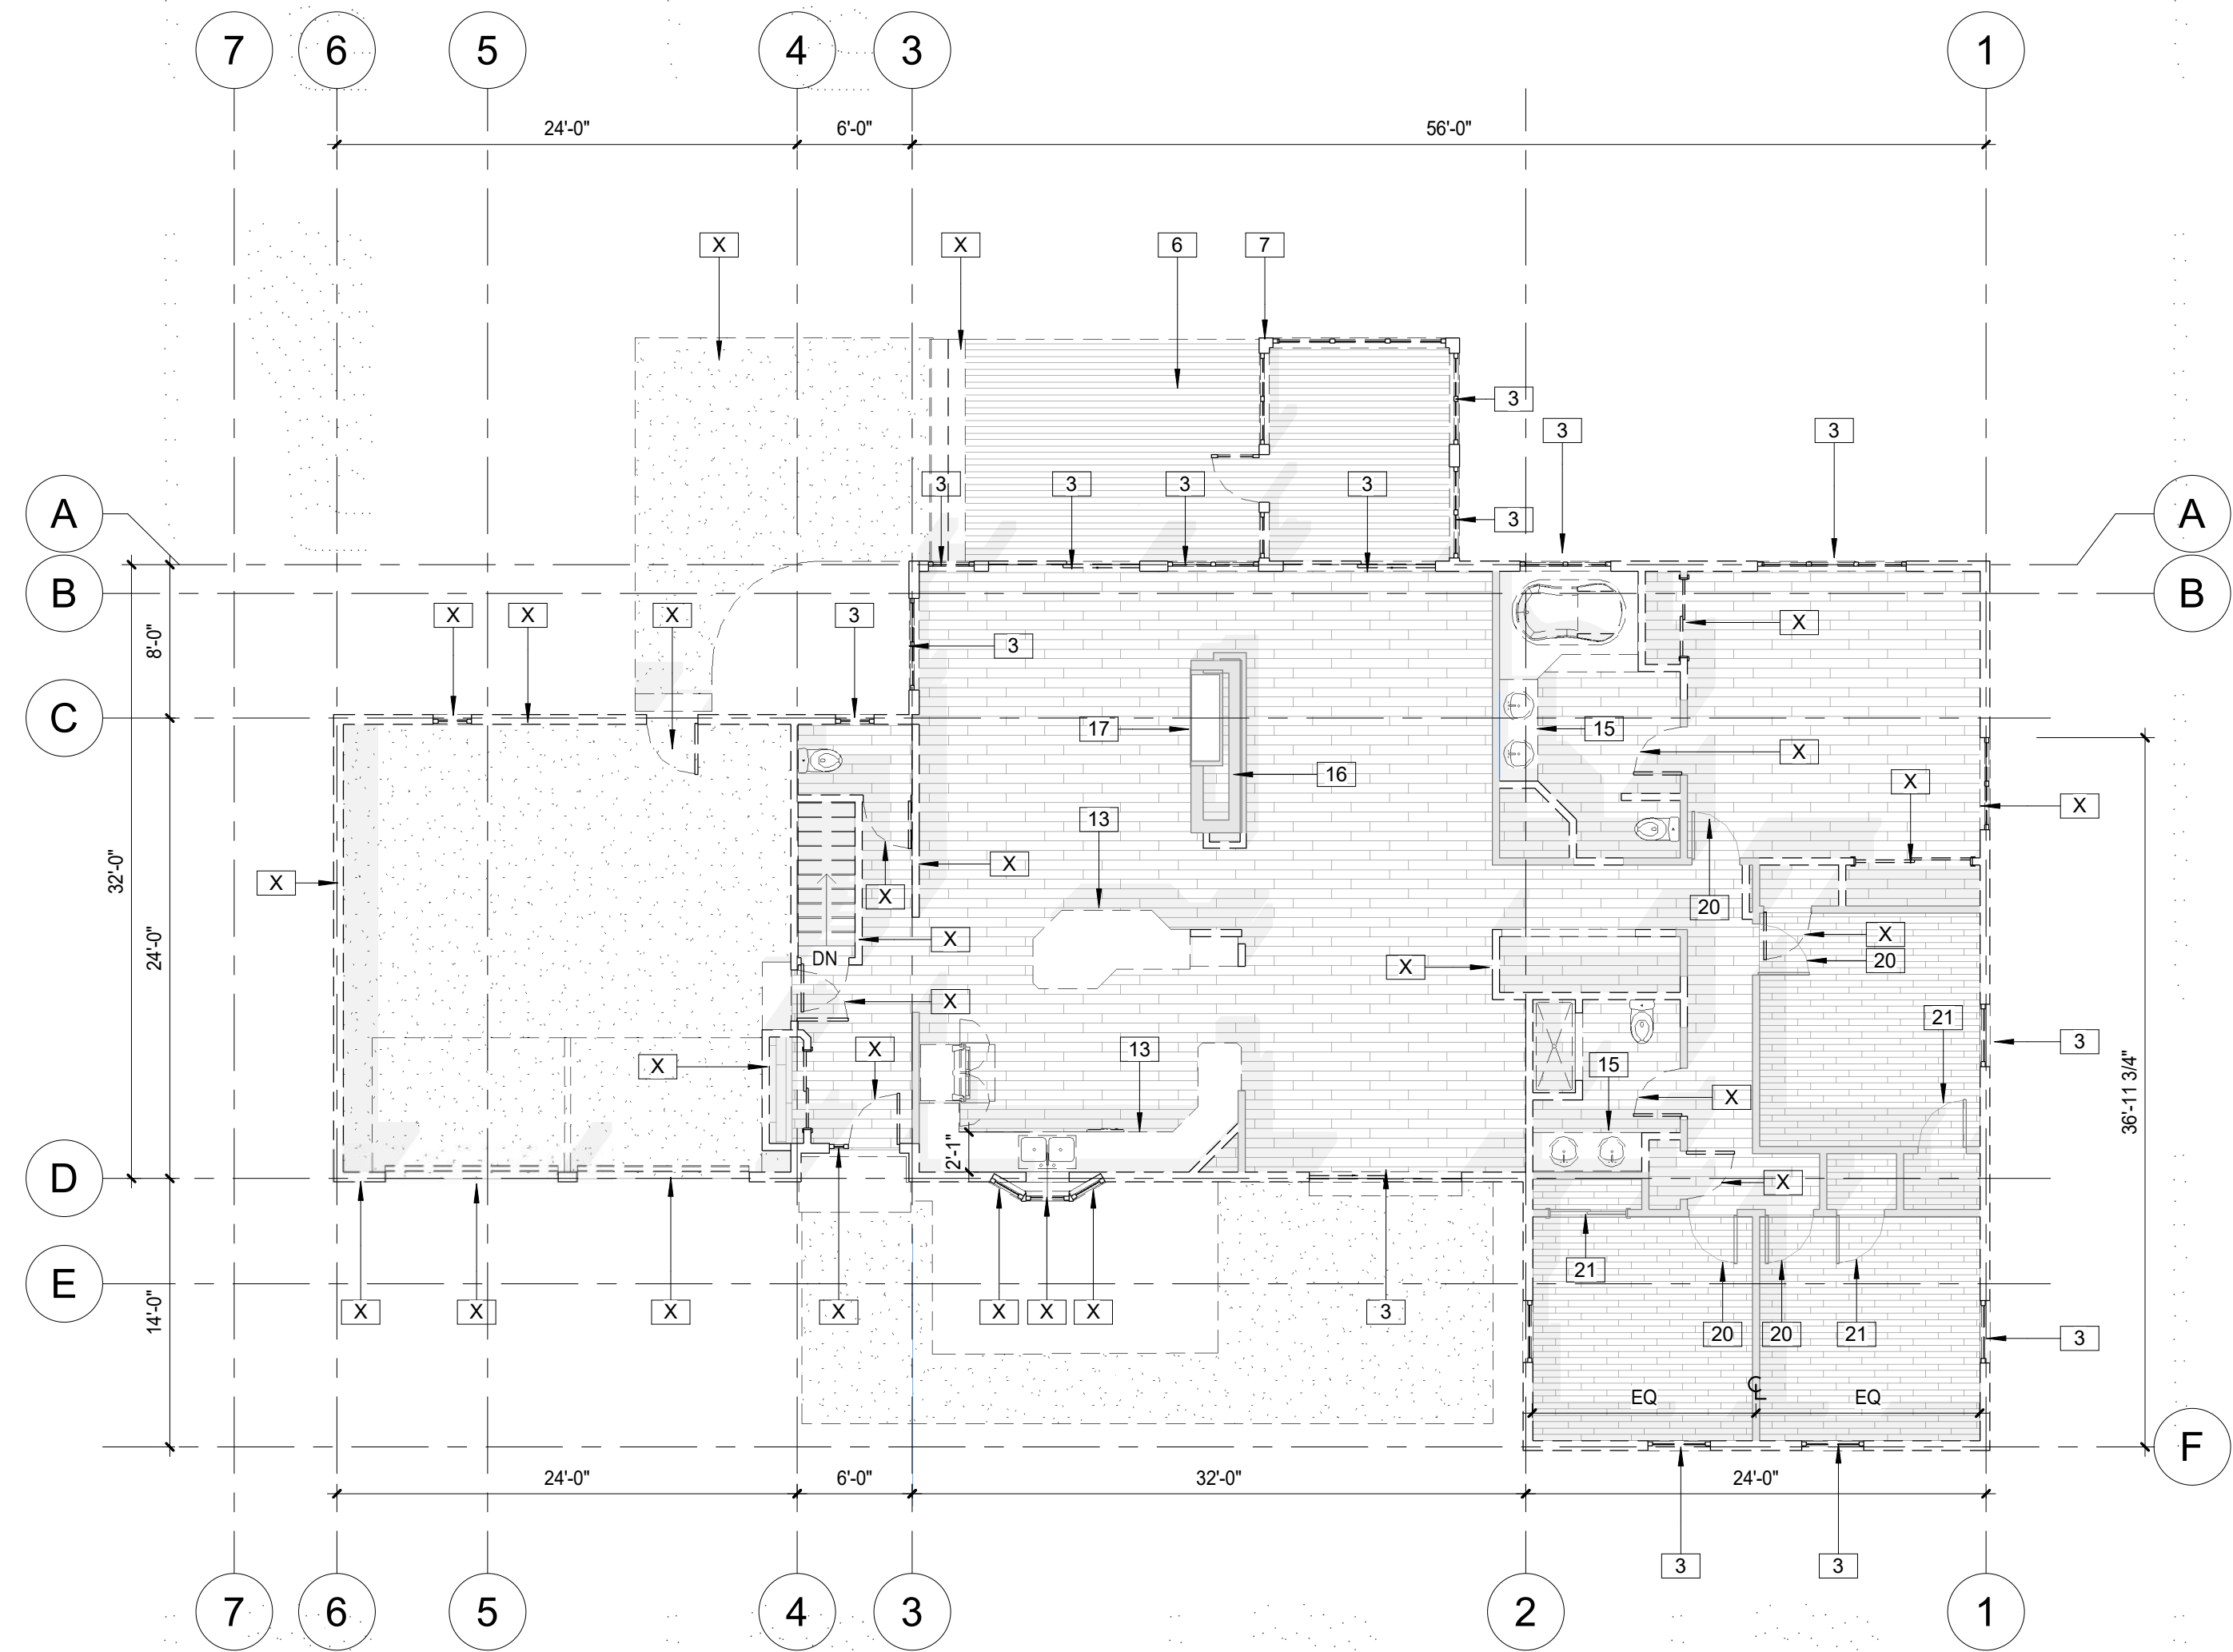 7 6 5 4 3 1
24'-0" 6'-0" 56'-0"
X X 6 7
3
3 3
3 3 3 3
A A
3
B B
8'-0"
X X X 3
X
3
C C
17 15
X
16
X
X
13
32'-0"
X
X
X
20
24'-0"
X X
DN
20
X
X
21
3
X
13
X
15
36'-11 3/4"
X
2'-1"
D
X
21
E
14'-0"
X X X X X X X 3
20 20 21
3
EQ CL EQ
F
24'-0" 6'-0" 32'-0" 24'-0"
3 3
7 6 5 4 3 2 1